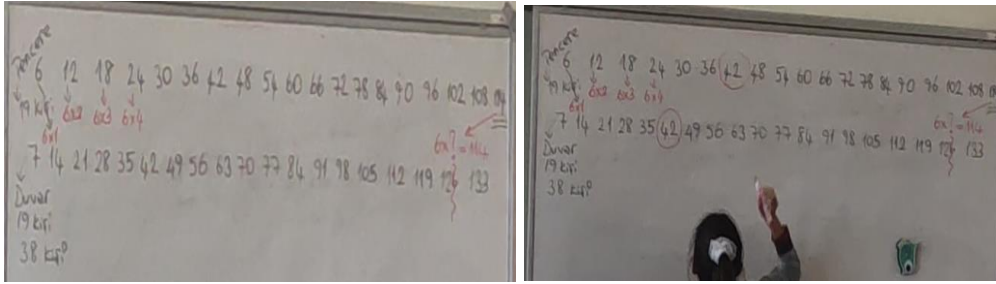 6 12 18 24 30 36 42 48 54 60 66 72 78 84 90 96 102 108 114
19 kişi 6x1 6x2 6x3 6x4
6x?=114
7 14 21 28 35 42 49 56 63 70 77 84 91 98 105 112 119 126 133
Duvar
19 kişi
38 kişi
6 12 18 24 30 36 42 48 54 60 66 72 78 84 90 96 102 108
19 kişi 6x1 6x2 6x3 6x4
6x?=114
7 14 21 28 35 42 49 56 63 70 77 84 91 98 105 112 119 126 133
Duvar
19 kişi
38 kişi